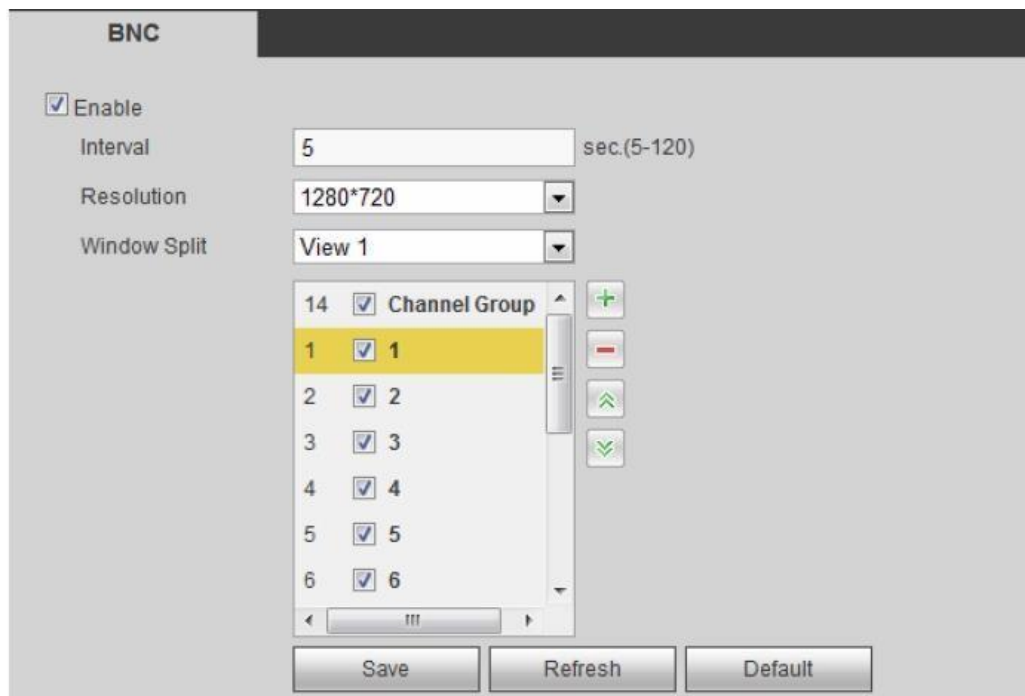 BNC
Enable
Interval 5 sec.(5-120)
Resolution 1280*720
Window Split View 1
14 Channel Group
1 1
2 2
3 3
4 4
5 5
6 6
Save Refresh Default